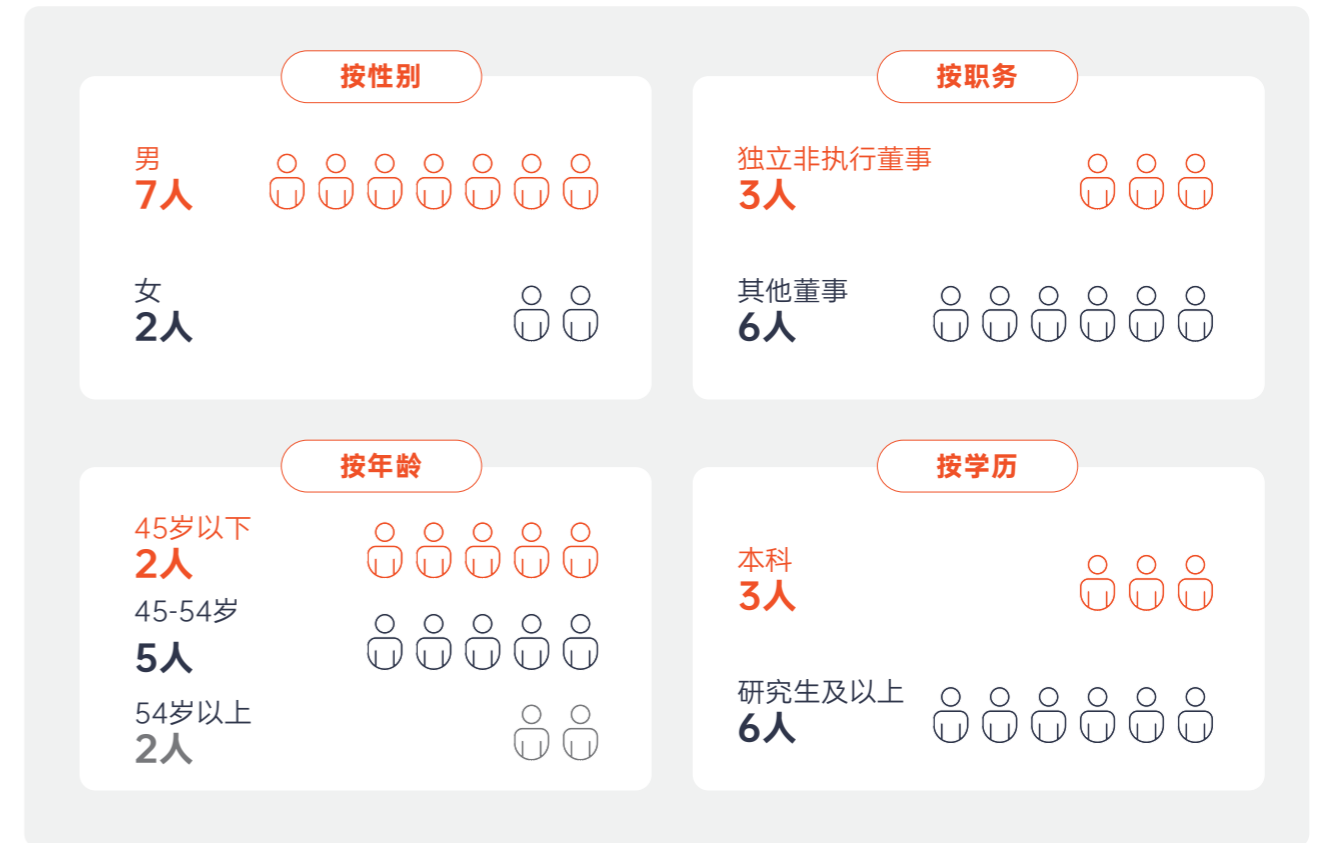 按性别
男
7人
女
2人
按职务
独立非执行董事
3人
其他董事
6人
按年龄
45岁以下
2人
45-54岁
5人
54岁以上
2人
按学历
本科
3人
研究生及以上
6人